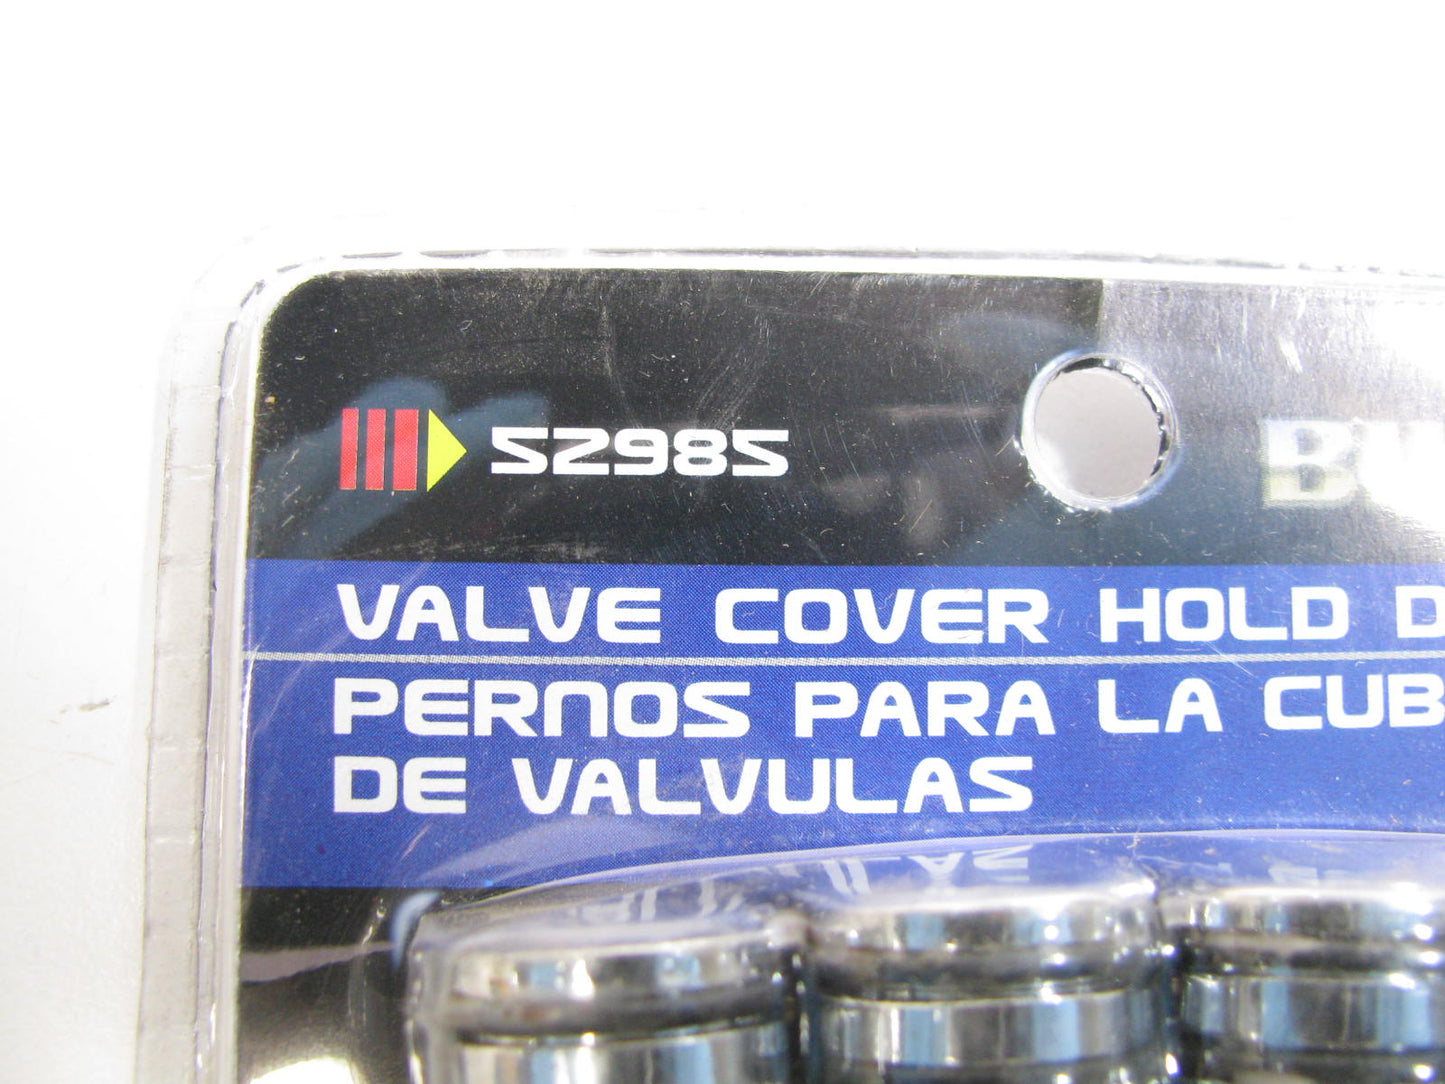 52985
VALVE COVER HOLD D
PERNOS PARA LA CUB
DE VALVULAS